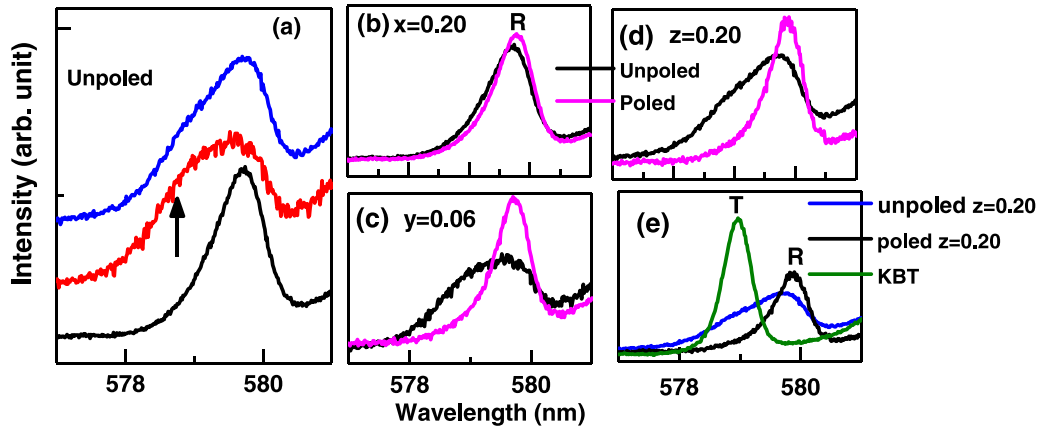 Intensity (arb. unit)
(a)
Unpoled
578
580
(b) x=0.20
R
Unpoled
Poled
(c)
y=0.06
578
580
Wavelength (nm)
(d)
z=0.20
(e)
T
R
unpoled z=0.20
poled z=0.20
KBT
578
580